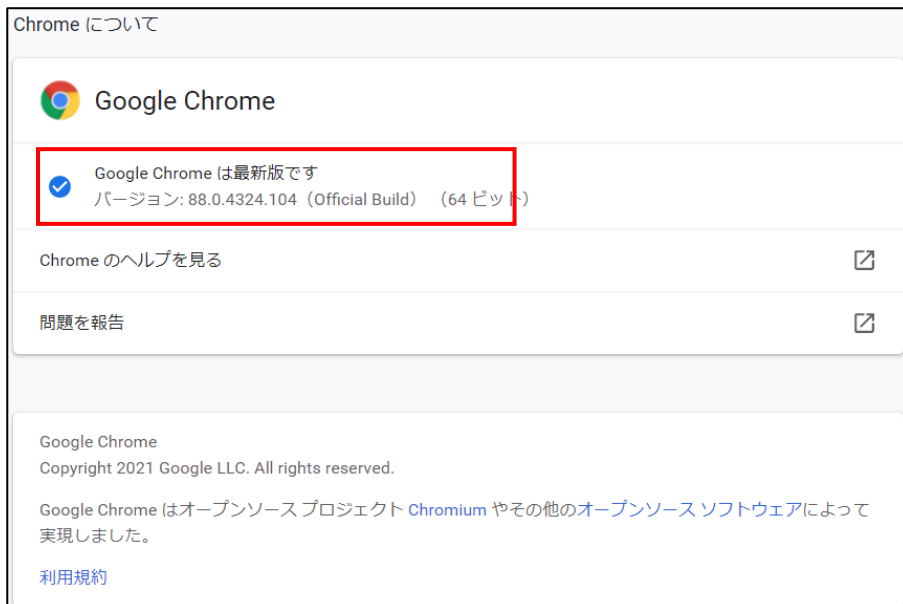 Chrome について
Google Chrome
Google Chrome は最新版です
バージョン: 88.0.4324.104（Official Build）（64 ビット）
Chrome のヘルプを見る
問題を報告
Google Chrome
Copyright 2021 Google LLC. All rights reserved.
Google Chrome はオープンソース プロジェクト Chromium やその他のオープンソース ソフトウェアによって
実現しました。
利用規約